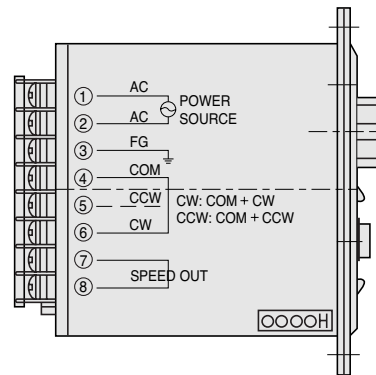 ① AC
POWER
② AC SOURCE
③ FG
④ COM
⑤ CCW CW: COM + CW
CCW: COM + CCW
⑥ CW
⑦
SPEED OUT
⑧
OOOOH